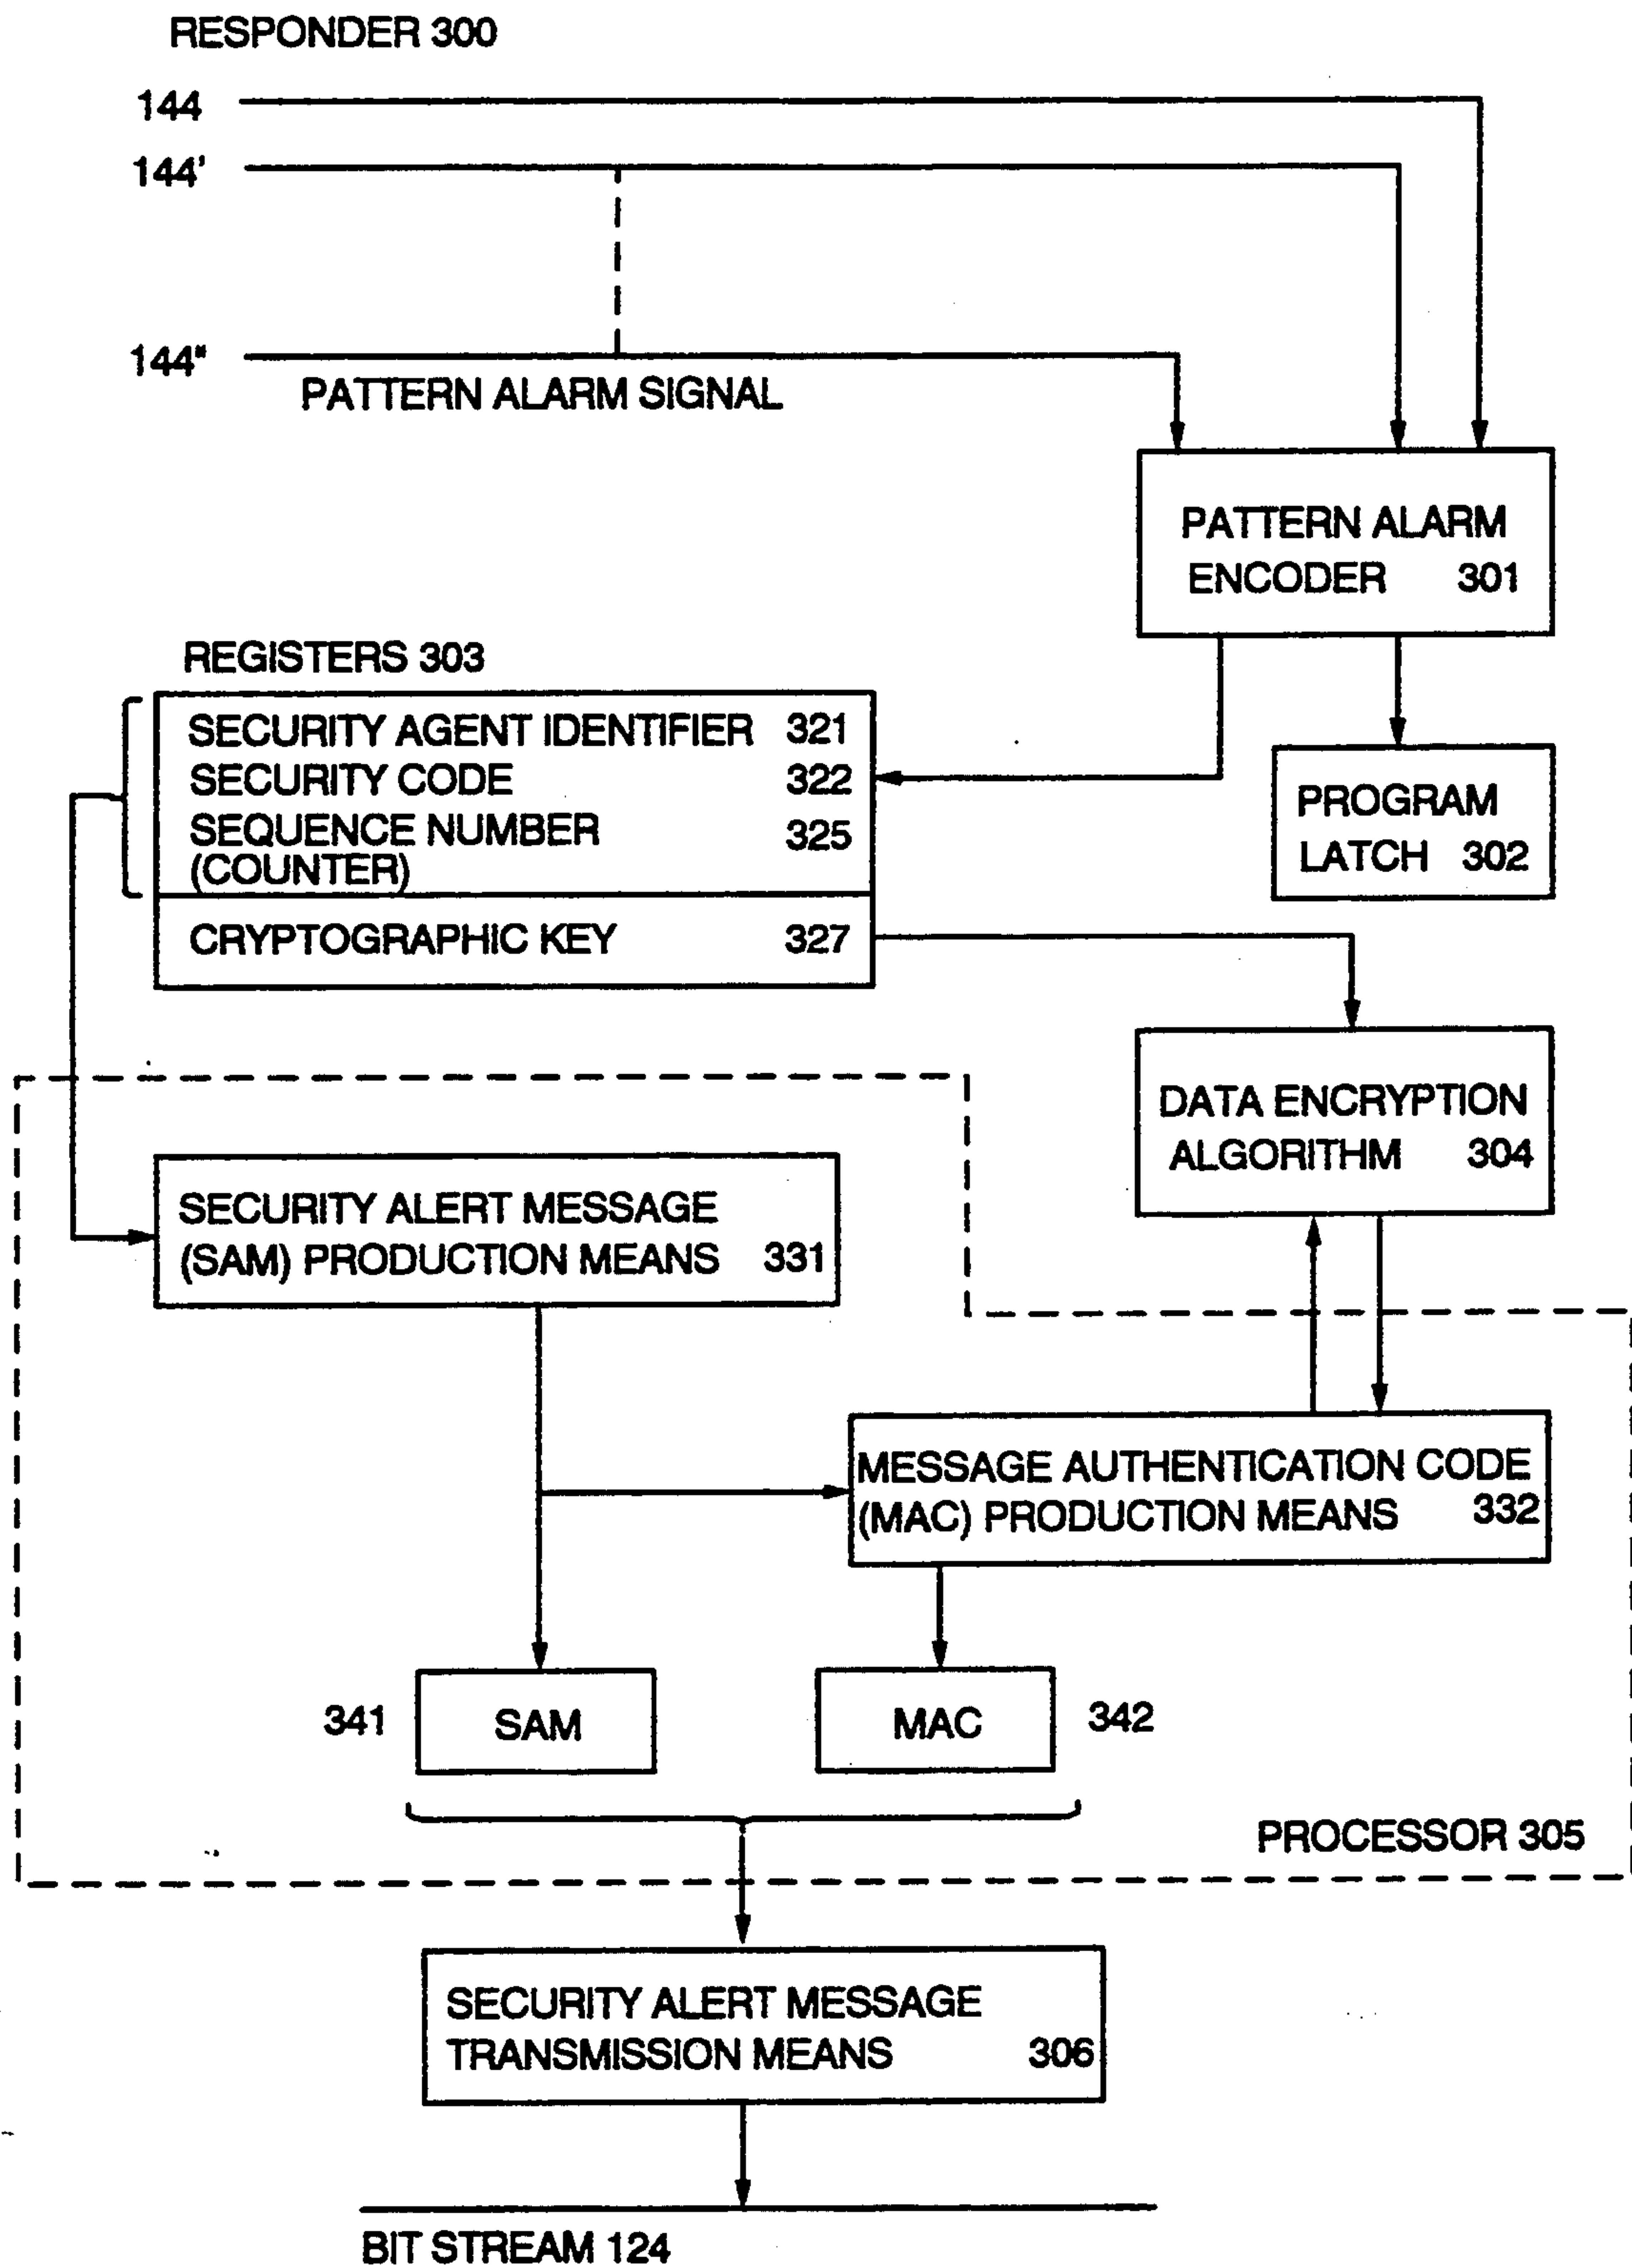 RESPONDER 300
144
144'
144"
PATTERN ALARM SIGNAL
PATTERN ALARM
ENCODER 301
REGISTERS 303
SECURITY AGENT IDENTIFIER 321
SECURITY CODE 322
SEQUENCE NUMBER 325
(COUNTER)
PROGRAM
LATCH 302
CRYPTOGRAPHIC KEY 327
DATA ENCRYPTION
ALGORITHM 304
SECURITY ALERT MESSAGE
(SAM) PRODUCTION MEANS 331
MESSAGE AUTHENTICATION CODE
(MAC) PRODUCTION MEANS 332
341 SAM
MAC 342
PROCESSOR 305
SECURITY ALERT MESSAGE
TRANSMISSION MEANS 306
BIT STREAM 124